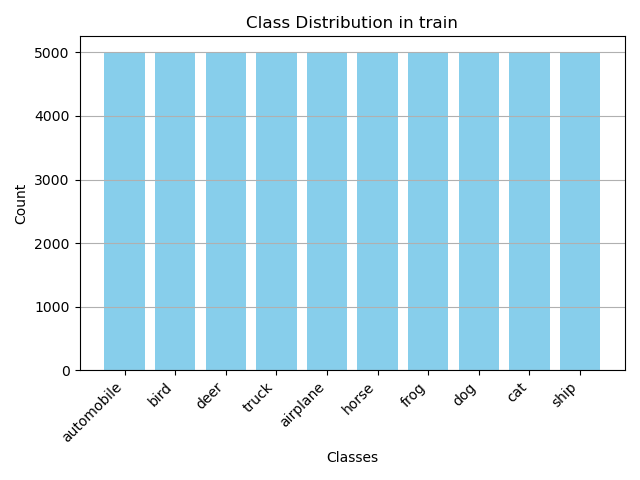 Class Distribution in train
Count
5000
4000
3000
2000
1000
0
automobile
bird
deer
truck
airplane
horse
frog
dog
cat
ship
Classes